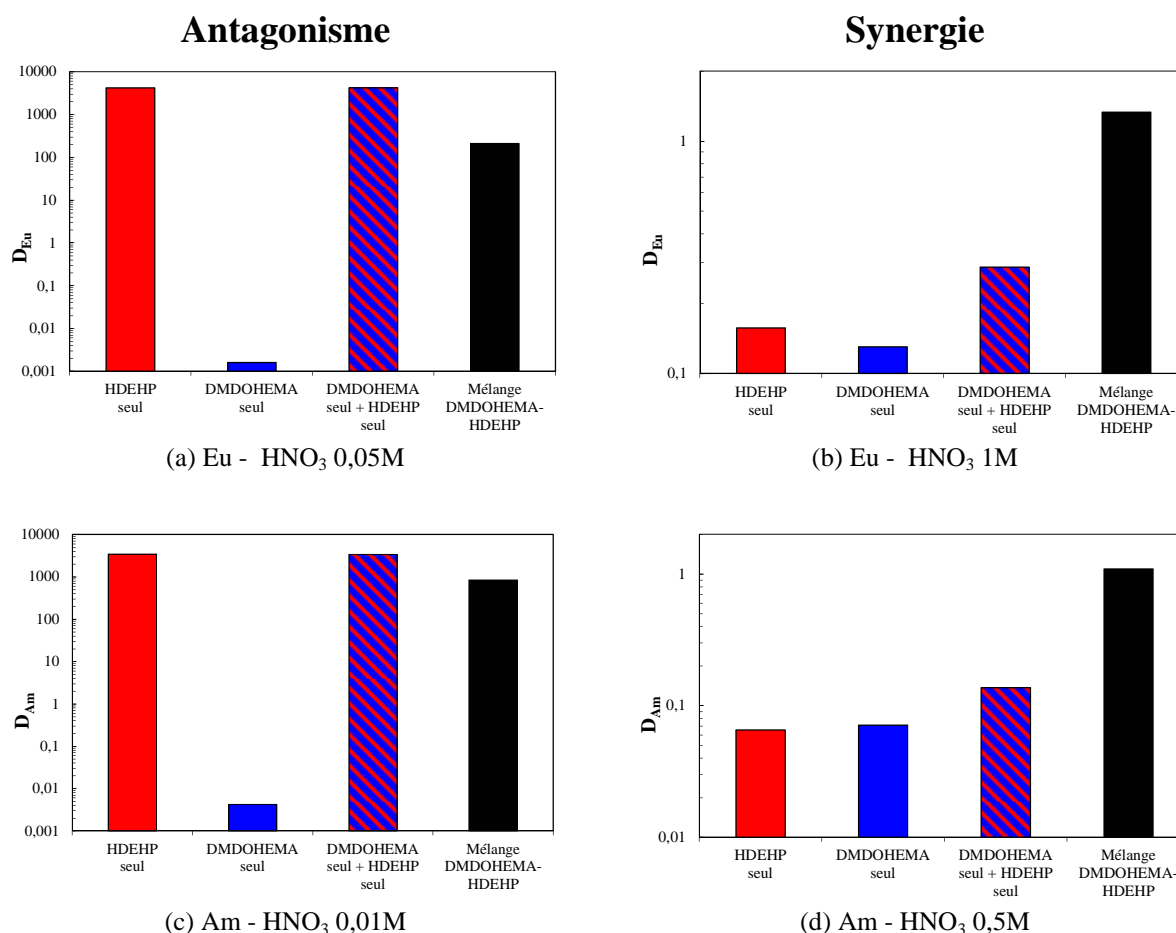 Antagonisme
Synergie
10000
1000
100
10
1
0,1
0,01
0,001
D_Eu
HDEHP
seul
DMDOHEMA
seul
DMDOHEMA
seul + HDEHP
seul
Mélange
DMDOHEMA-
HDEHP
(a) Eu - HNO₃ 0,05M
1
0,1
D_Eu
HDEHP
seul
DMDOHEMA
seul
DMDOHEMA
seul + HDEHP
seul
Mélange
DMDOHEMA-
HDEHP
(b) Eu - HNO₃ 1M
10000
1000
100
10
1
0,1
0,01
0,001
D_Am
HDEHP
seul
DMDOHEMA
seul
DMDOHEMA
seul + HDEHP
seul
Mélange
DMDOHEMA-
HDEHP
(c) Am - HNO₃ 0,01M
1
0,1
0,01
D_Am
HDEHP
seul
DMDOHEMA
seul
DMDOHEMA
seul + HDEHP
seul
Mélange
DMDOHEMA-
HDEHP
(d) Am - HNO₃ 0,5M